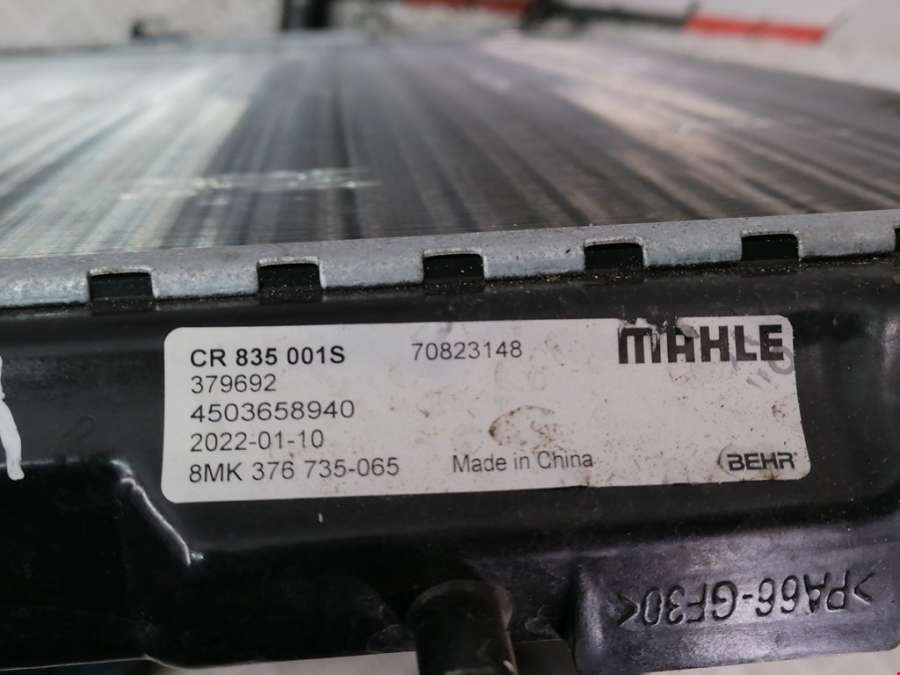 CR 835 001S 70823148 MAHLE
379692
4503658940
2022-01-10
8MK 376 735-065 Made in China BEHR
>PA66-GF30<